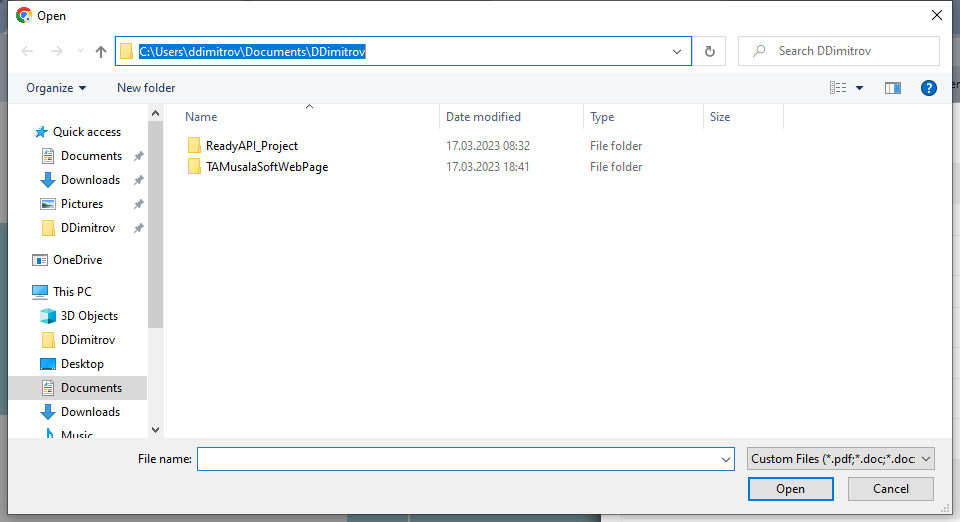 Open
C:\Users\ddimitrov\Documents\DDimitrov
Search DDimitrov
Organize
New folder
Name
Date modified
Type
Size
Quick access
Documents
Downloads
Pictures
DDimitrov
OneDrive
This PC
3D Objects
DDimitrov
Desktop
Documents
Downloads
Music
ReadyAPI_Project 17.03.2023 08:32 File folder
TAMusalaSoftWebPage 17.03.2023 18:41 File folder
File name:
Custom Files (*.pdf;*.doc;*.doc
Open
Cancel